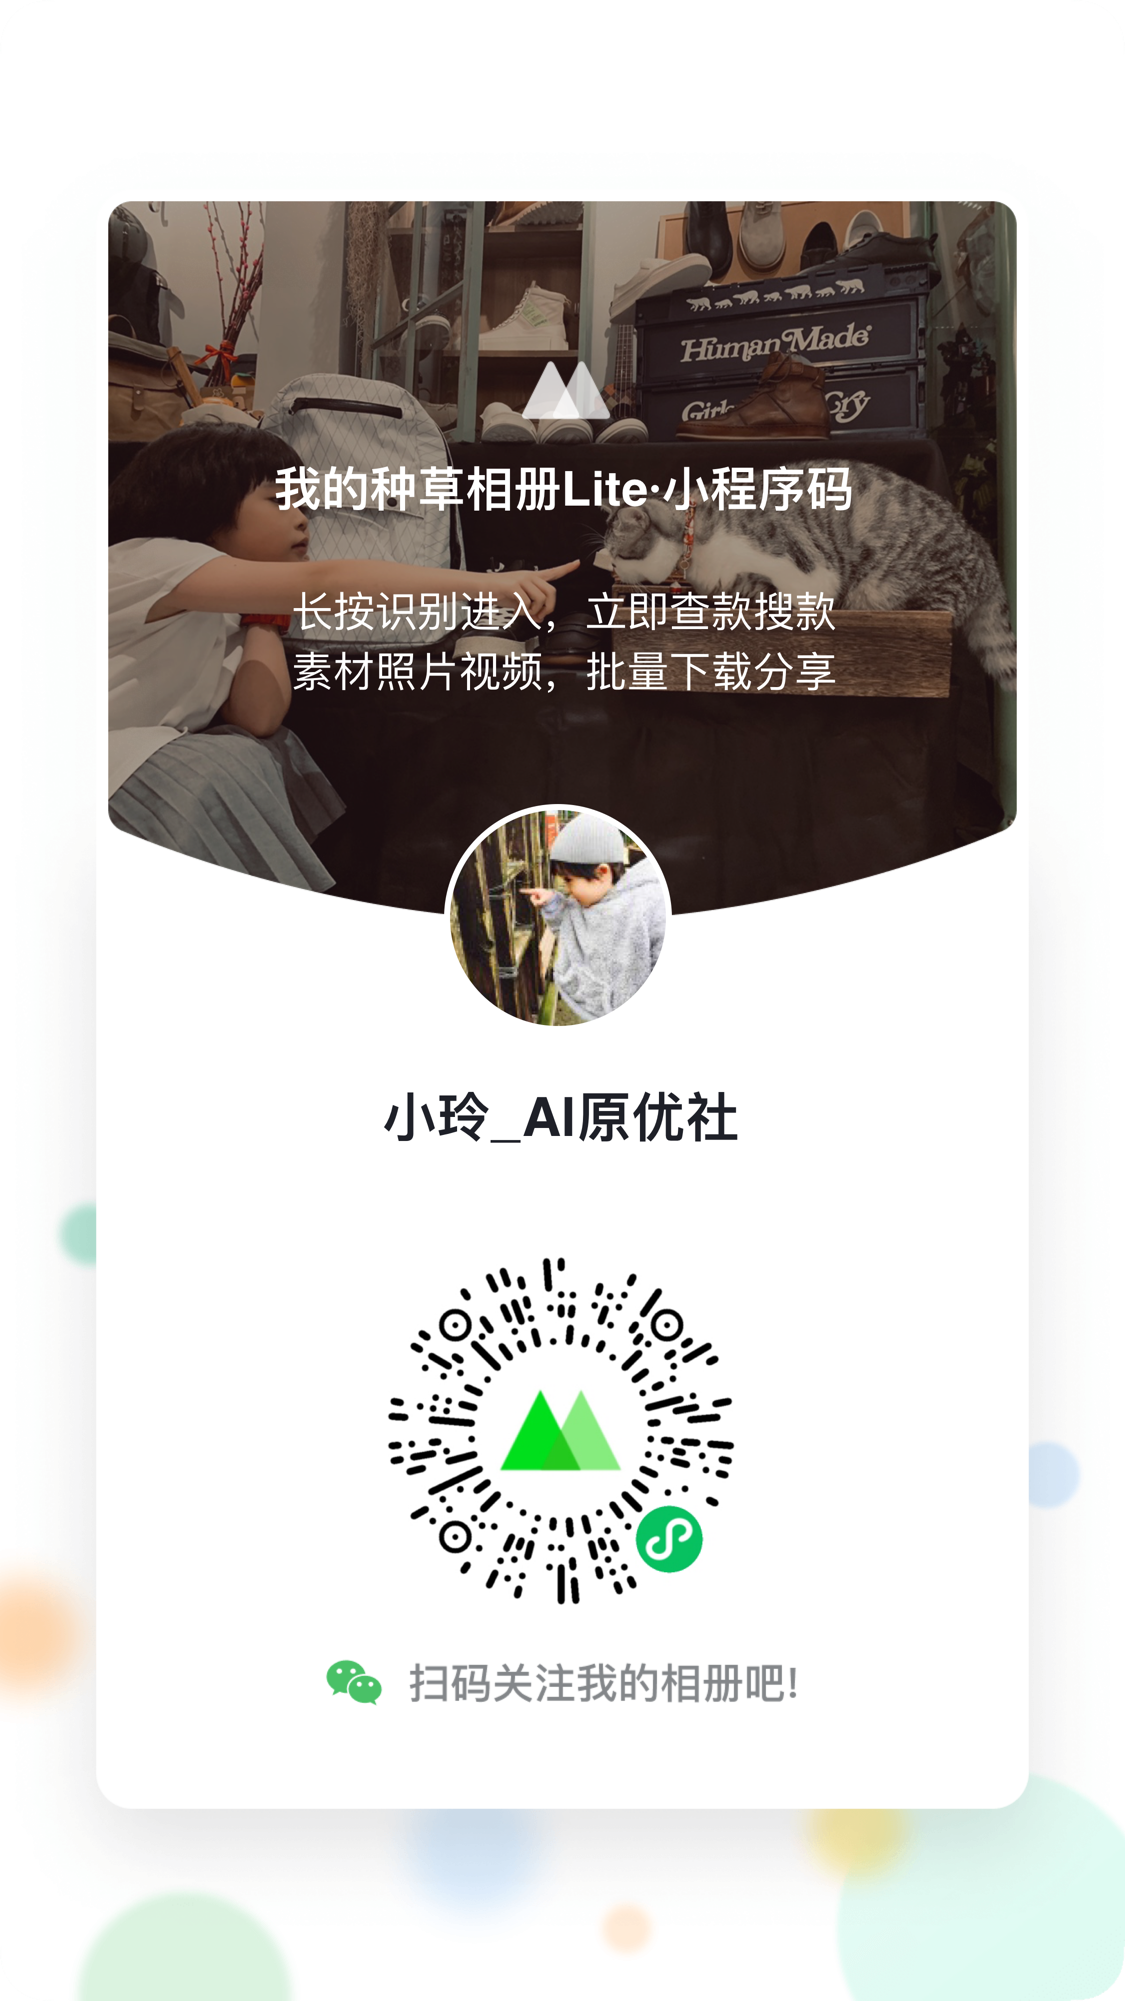 Human Made
Girls
Cry
我的种草相册Lite·小程序码
长按识别进入，立即查款搜款
素材照片视频，批量下载分享
小玲_AI原优社
扫码关注我的相册吧!